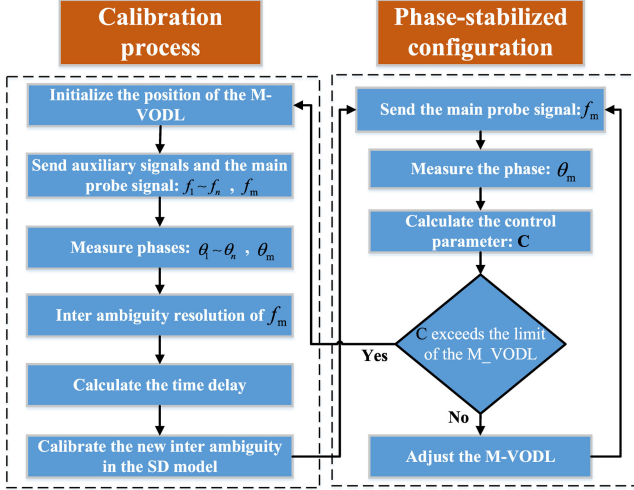 Calibration
process
Initialize the position of the M-
VODL
Send auxiliary signals and the main
probe signal: f₁ ~ fₙ , fₘ
Measure phases: θ₁ ~ θₙ , θₘ
Inter ambiguity resolution of fₘ
Calculate the time delay
Calibrate the new inter ambiguity
in the SD model
Phase-stabilized
configuration
Send the main probe signal: fₘ
Measure the phase: θₘ
Calculate the control
parameter: C
C exceeds the limit
of the M_VODL
Yes
No
Adjust the M-VODL